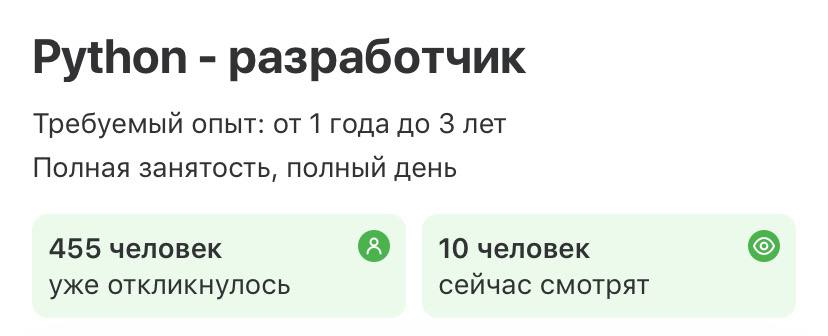 Python - разработчик
Требуемый опыт: от 1 года до 3 лет
Полная занятость, полный день
455 человек
уже откликнулось
10 человек
сейчас смотрят